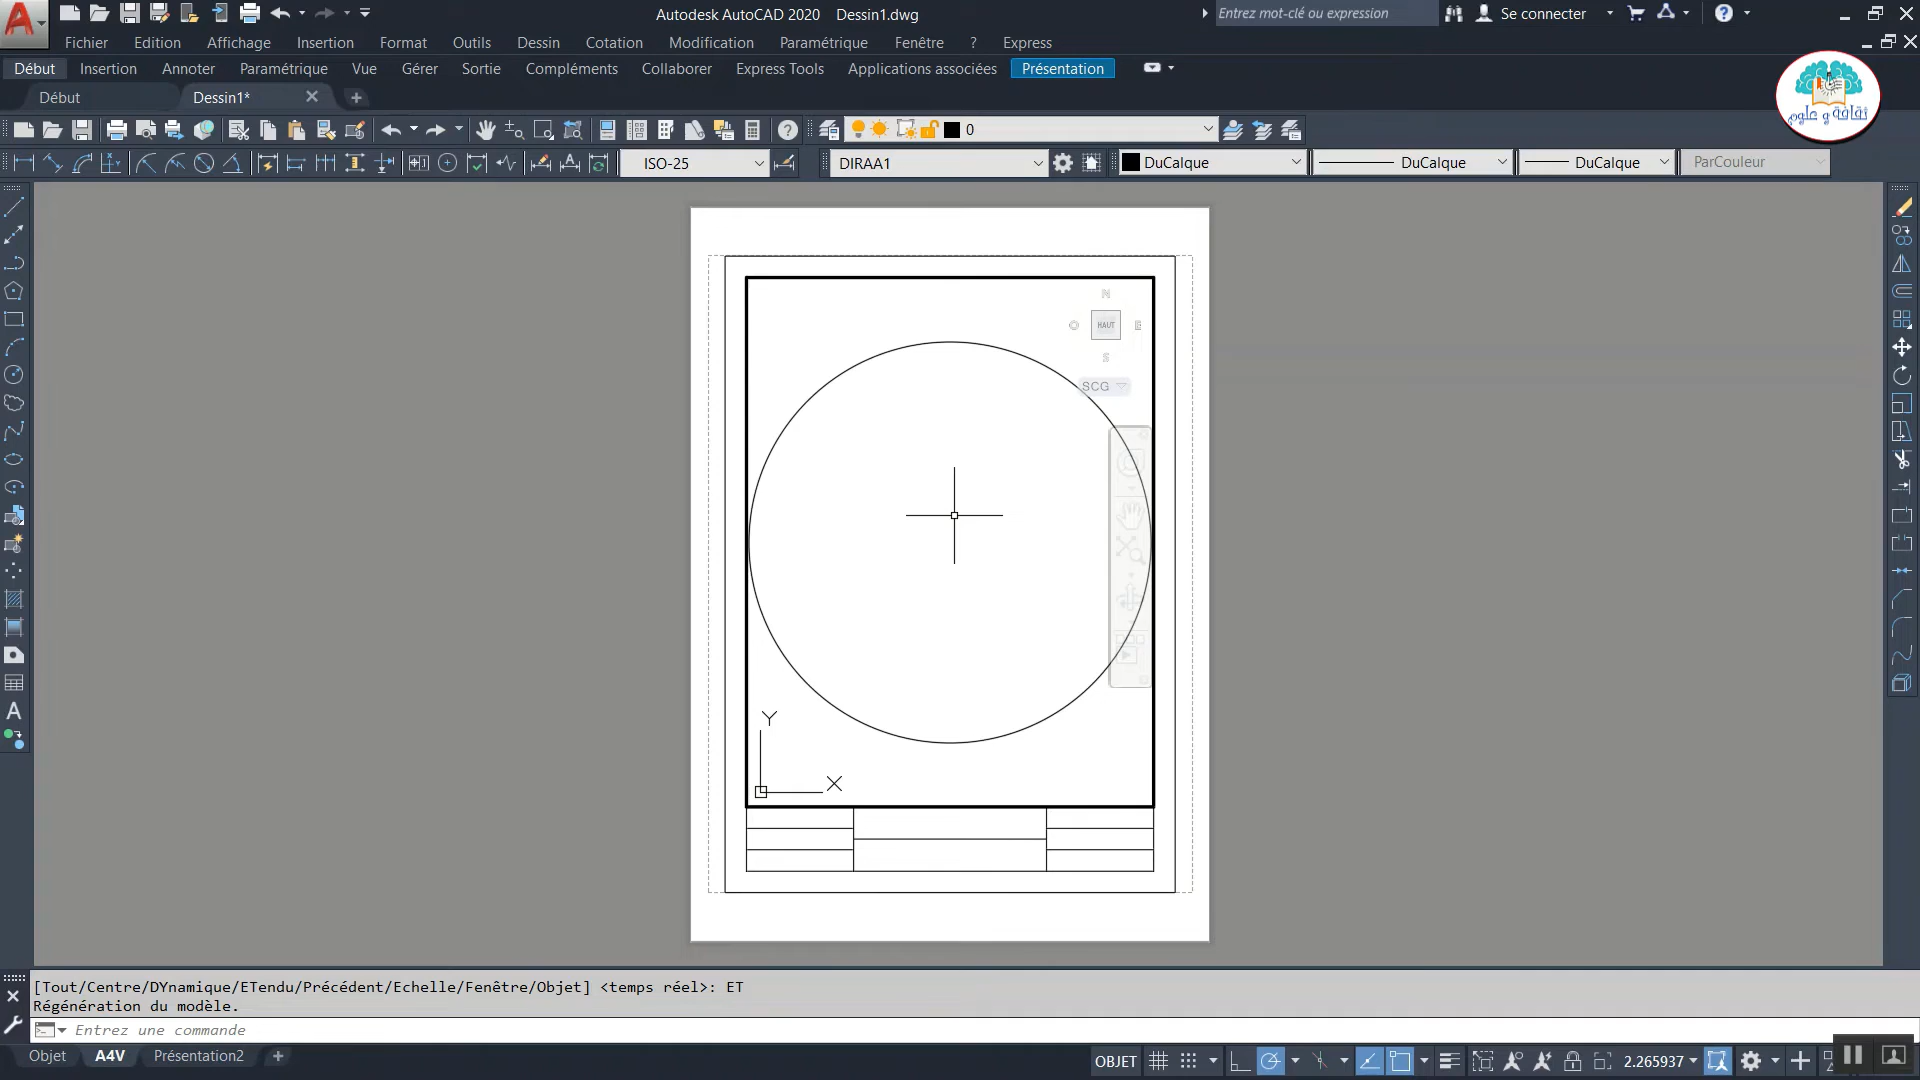 Autodesk AutoCAD 2020 Dessin1.dwg
Entrez mot-clé ou expression
Se connecter
Fichier Edition Affichage Insertion Format Outils Dessin Cotation Modification Paramétrique Fenêtre ? Express
Début Insertion Annoter Paramétrique Vue Gérer Sortie Compléments Collaborer Express Tools Applications associées Présentation
Début Dessin1*
ثقافة و علوم
0
ISO-25 DIRAA1 DuCalque DuCalque DuCalque ParCouleur
N
O HAUT E
S
SCG
Y
X
[Tout/Centre/DYnamique/ETendu/Précédent/Echelle/Fenêtre/Objet] <temps réel>: ET
Régénération du modèle.
Entrez une commande
Objet A4V Présentation2
OBJET 2.265937